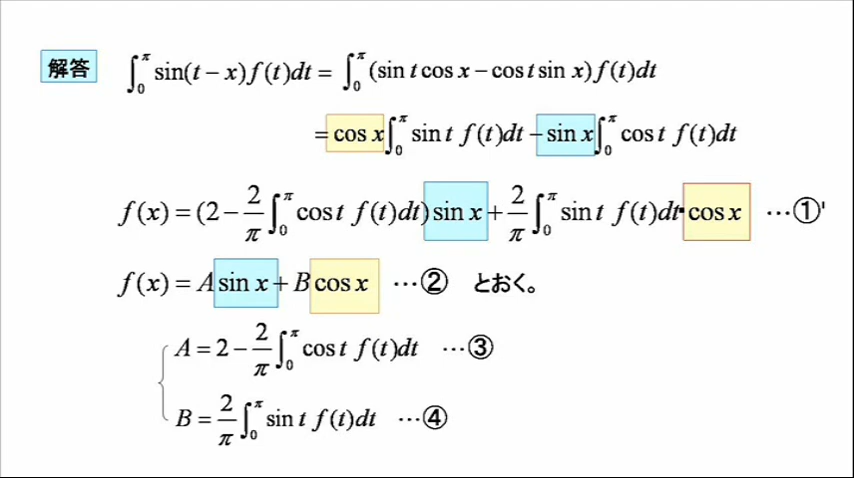 解答 ∫₀^π sin(t − x) f(t)dt = ∫₀^π (sin t cos x − cos t sin x) f(t)dt
= cos x ∫₀^π sin t f(t)dt − sin x ∫₀^π cos t f(t)dt
f(x) = (2 − 2/π ∫₀^π cos t f(t)dt) sin x + 2/π ∫₀^π sin t f(t)dt・cos x …①'
f(x) = A sin x + B cos x …② とおく。
A = 2 − 2/π ∫₀^π cos t f(t)dt …③
B = 2/π ∫₀^π sin t f(t)dt …④